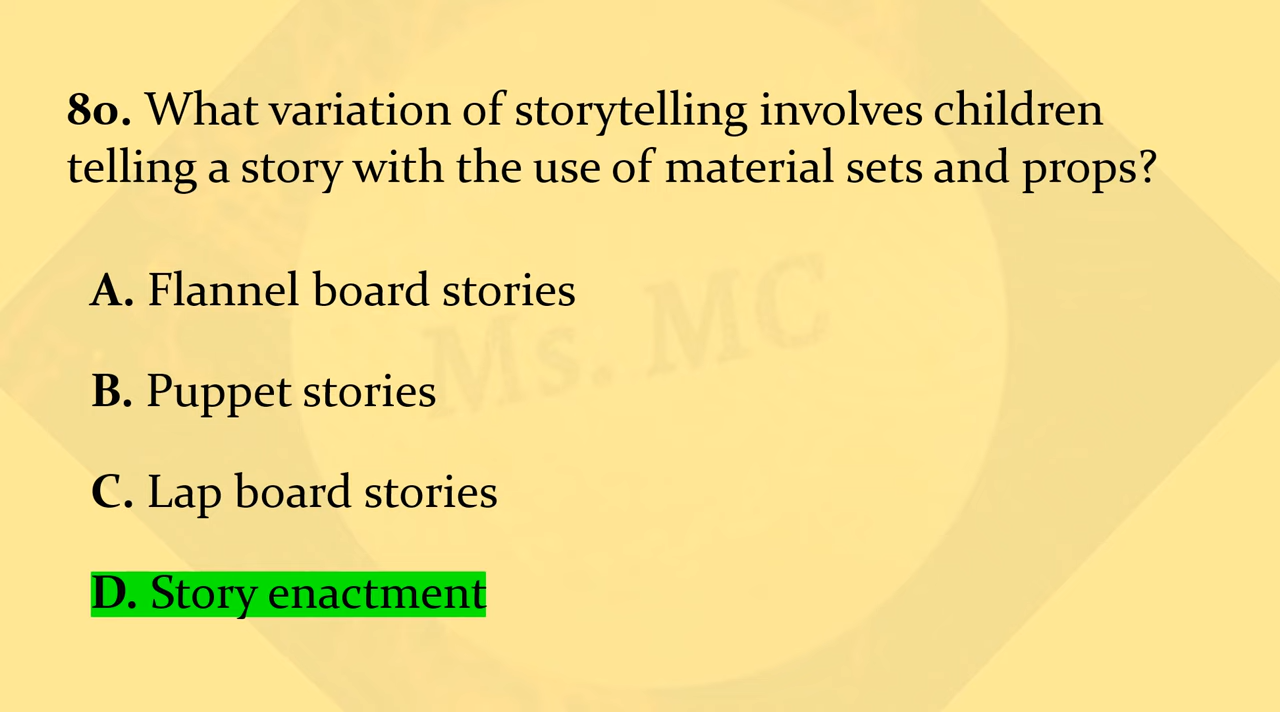 80. What variation of storytelling involves children
telling a story with the use of material sets and props?
A. Flannel board stories
Ms. MC
B. Puppet stories
C. Lap board stories
D. Story enactment